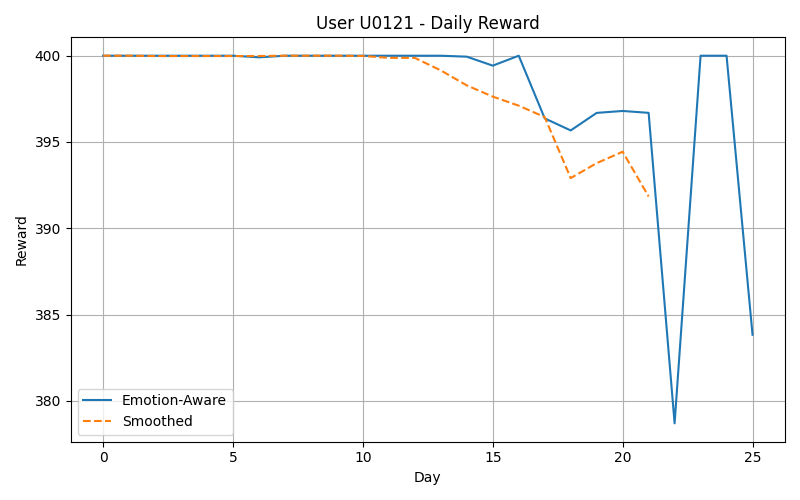 User U0121 - Daily Reward
Reward
400
395
390
385
380
Emotion-Aware
Smoothed
0 5 10 15 20 25
Day